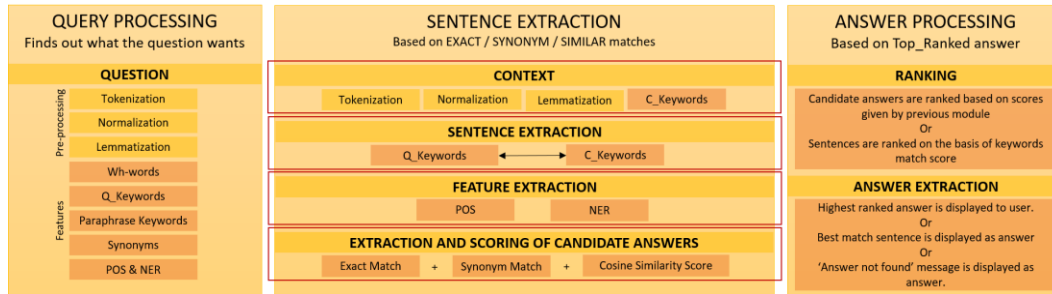 QUERY PROCESSING
Finds out what the question wants
QUESTION
Pre-processing
Tokenization
Normalization
Lemmatization
Features
Wh-words
Q_Keywords
Paraphrase Keywords
Synonyms
POS & NER
SENTENCE EXTRACTION
Based on EXACT / SYNONYM / SIMILAR matches
CONTEXT
Tokenization Normalization Lemmatization C_Keywords
SENTENCE EXTRACTION
Q_Keywords C_Keywords
FEATURE EXTRACTION
POS NER
EXTRACTION AND SCORING OF CANDIDATE ANSWERS
Exact Match + Synonym Match + Cosine Similarity Score
ANSWER PROCESSING
Based on Top_Ranked answer
RANKING
Candidate answers are ranked based on scores
given by previous module
Or
Sentences are ranked on the basis of keywords
match score
ANSWER EXTRACTION
Highest ranked answer is displayed to user.
Or
Best match sentence is displayed as answer
Or
‘Answer not found’ message is displayed as
answer.